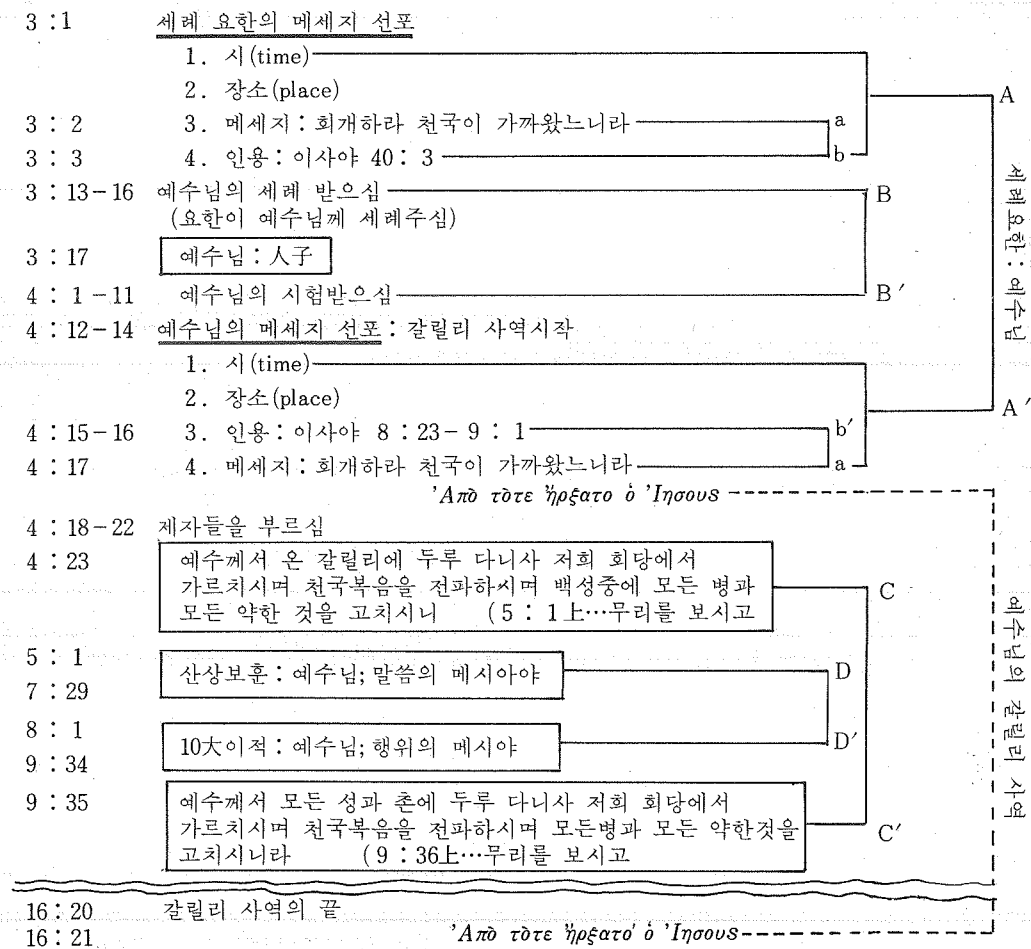 3 : 1 세례 요한의 메세지 선포
1. 시(time)
2. 장소(place)
A
3 : 2 3. 메세지 : 회개하라 천국이 가까왔느니라 a
3 : 3 4. 인용 : 이사야 40 : 3 b
3 : 13-16 예수님의 세례 받으심 B
(요한이 예수님께 세례주심)
세례요한 : 예수님
3 : 17 예수님 : 人子
4 : 1-11 예수님의 시험받으심 B′
4 : 12-14 예수님의 메세지 선포 : 갈릴리 사역시작
1. 시(time)
2. 장소(place)
A′
4 : 15-16 3. 인용 : 이사야 8 : 23-9 : 1 b′
4 : 17 4. 메세지 : 회개하라 천국이 가까왔느니라 a
'Aπὸ τὸτε ἤρξατο ὁ 'Iησουs
4 : 18-22 제자들을 부르심
4 : 23 예수께서 온 갈릴리에 두루 다니사 저희 회당에서
가르치시며 천국복음을 전파하시며 백성중에 모든 병과 C
모든 약한 것을 고치시니 (5 : 1上…무리를 보시고
예수님의 갈릴리 사역
5 : 1
산상보훈 : 예수님; 말씀의 메시아야 D
7 : 29
8 : 1
10大이적 : 예수님; 행위의 메시야 D′
9 : 34
9 : 35 예수께서 모든 성과 촌에 두루 다니사 저희 회당에서
가르치시며 천국복음을 전파하시며 모든병과 모든 약한것을 C′
고치시니라 (9 : 36上…무리를 보시고
16 : 20 갈릴리 사역의 끝
16 : 21 'Aπὸ τὸτε ἤρξατο ὁ 'Iησουs